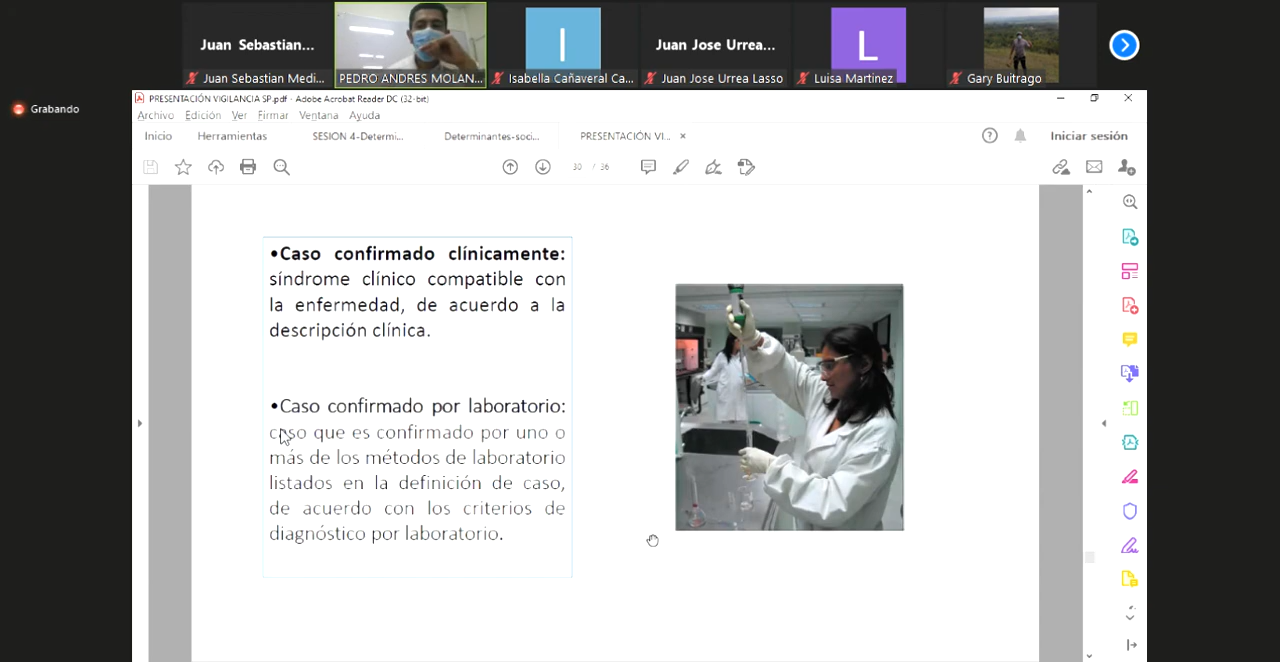 Juan Sebastian...
I
Juan Jose Urrea...
L
Juan Sebastian Medi...
PEDRO ANDRES MOLAN...
Isabella Cañaveral Ca...
Juan Jose Urrea Lasso
Luisa Martinez
Gary Buitrago
Grabando
PRESENTACIÓN VIGILANCIA SP.pdf - Adobe Acrobat Reader DC (32-bit)
Archivo Edición Ver Firmar Ventana Ayuda
Inicio Herramientas SESION 4-Determi... Determinantes-soci... PRESENTACIÓN VI... × Iniciar sesión
30 / 36
•Caso confirmado clínicamente:
síndrome clínico compatible con
la enfermedad, de acuerdo a la
descripción clínica.
•Caso confirmado por laboratorio:
caso que es confirmado por uno o
más de los métodos de laboratorio
listados en la definición de caso,
de acuerdo con los criterios de
diagnóstico por laboratorio.